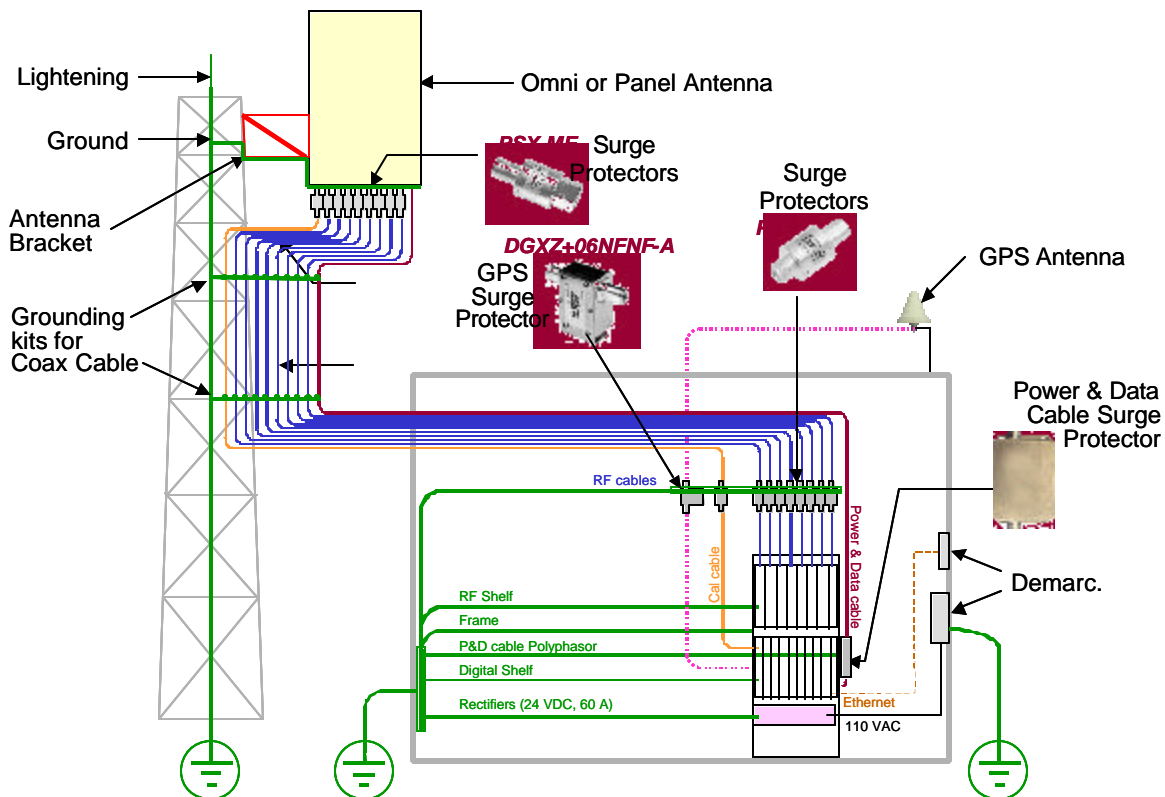 Lightening
Omni or Panel Antenna
Ground
PSX-ME
Surge
Protectors
Surge
Protectors
Antenna
Bracket
DGXZ+06NFNF-A
GPS
Surge
Protector
GPS Antenna
Grounding
kits for
Coax Cable
Power & Data
Cable Surge
Protector
RF cables
Power & Data cable
Cal cable
Demarc.
RF Shelf
Frame
P&D cable Polyphasor
Digital Shelf
Rectifiers (24 VDC, 60 A)
Ethernet
110 VAC